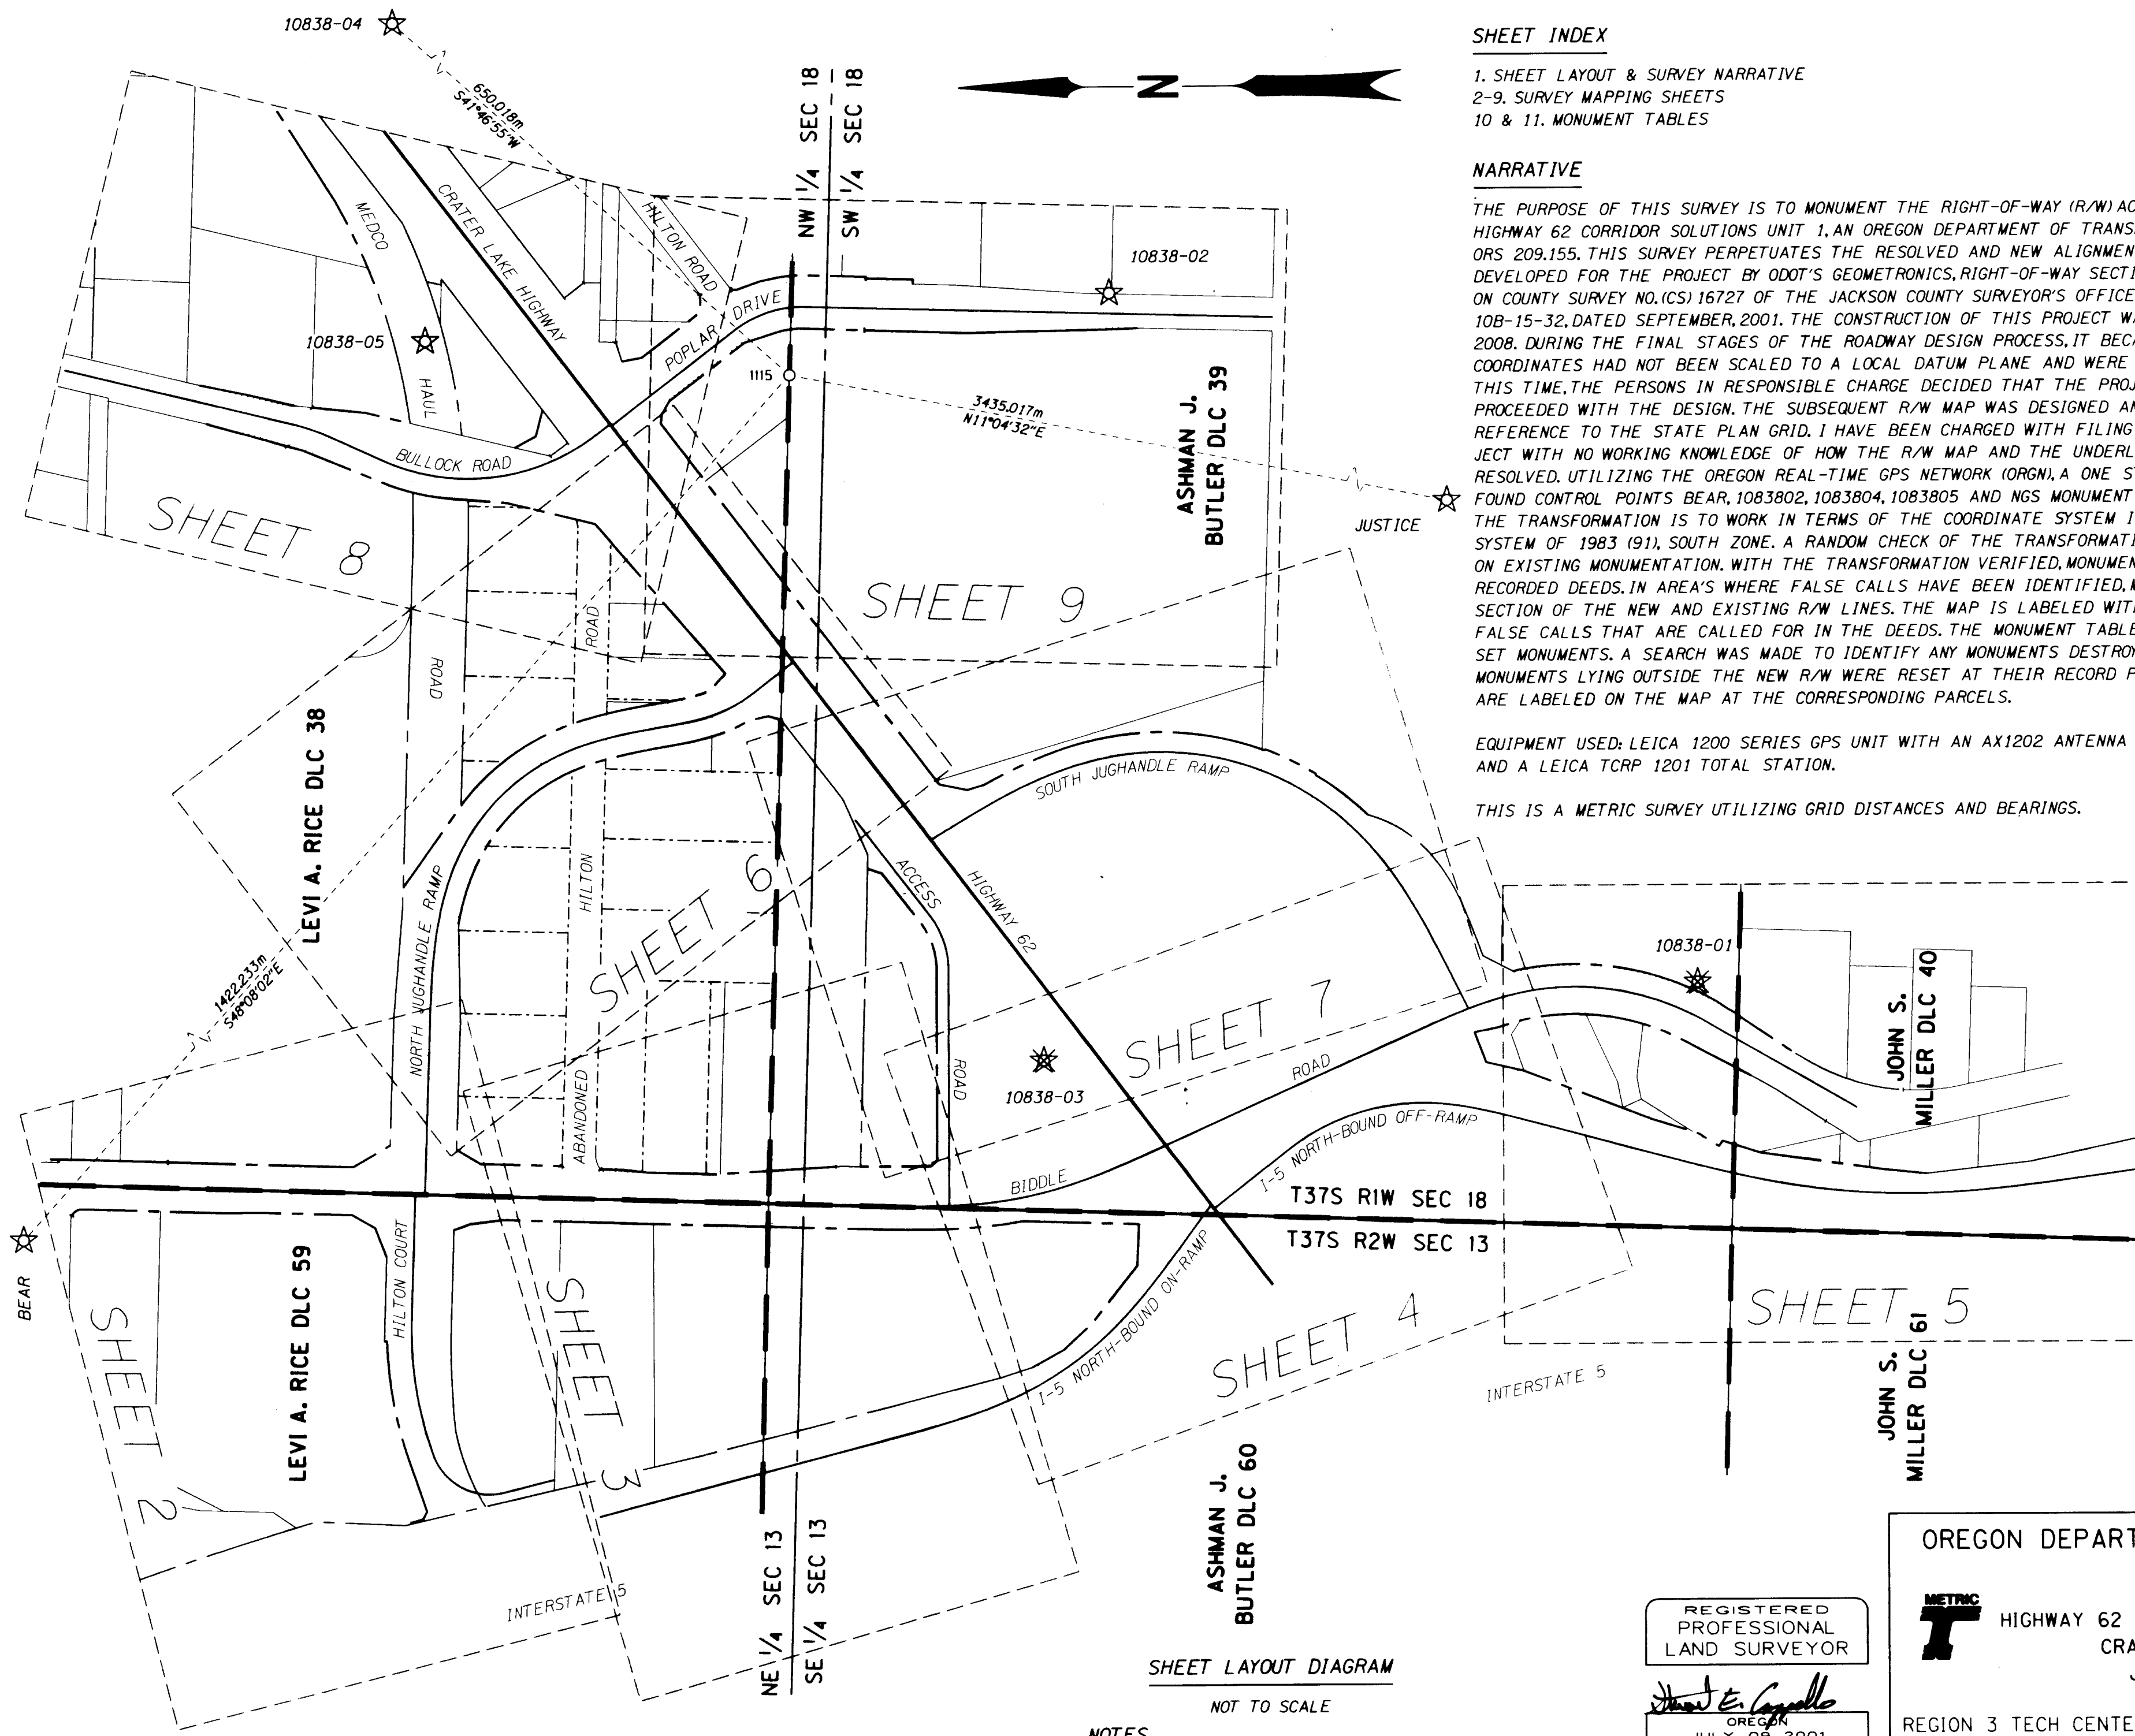 10838-04
650.018m
S41°46'55"W
NW 1/4 SEC 18
SW 1/4 SEC 18
N
SHEET INDEX
1. SHEET LAYOUT & SURVEY NARRATIVE
2-9. SURVEY MAPPING SHEETS
10 & 11. MONUMENT TABLES
NARRATIVE
THE PURPOSE OF THIS SURVEY IS TO MONUMENT THE RIGHT-OF-WAY (R/W) AC
HIGHWAY 62 CORRIDOR SOLUTIONS UNIT 1, AN OREGON DEPARTMENT OF TRANS
ORS 209.155. THIS SURVEY PERPETUATES THE RESOLVED AND NEW ALIGNMEN
DEVELOPED FOR THE PROJECT BY ODOT'S GEOMETRONICS, RIGHT-OF-WAY SECTI
ON COUNTY SURVEY NO. (CS) 16727 OF THE JACKSON COUNTY SURVEYOR'S OFFICE
10B-15-32, DATED SEPTEMBER, 2001. THE CONSTRUCTION OF THIS PROJECT WA
2008. DURING THE FINAL STAGES OF THE ROADWAY DESIGN PROCESS, IT BECA
COORDINATES HAD NOT BEEN SCALED TO A LOCAL DATUM PLANE AND WERE
THIS TIME, THE PERSONS IN RESPONSIBLE CHARGE DECIDED THAT THE PROJ
PROCEEDED WITH THE DESIGN. THE SUBSEQUENT R/W MAP WAS DESIGNED AN
REFERENCE TO THE STATE PLAN GRID. I HAVE BEEN CHARGED WITH FILING
JECT WITH NO WORKING KNOWLEDGE OF HOW THE R/W MAP AND THE UNDERL
RESOLVED. UTILIZING THE OREGON REAL-TIME GPS NETWORK (ORGN), A ONE ST
FOUND CONTROL POINTS BEAR, 1083802, 1083804, 1083805 AND NGS MONUMENT
THE TRANSFORMATION IS TO WORK IN TERMS OF THE COORDINATE SYSTEM I
SYSTEM OF 1983 (91), SOUTH ZONE. A RANDOM CHECK OF THE TRANSFORMATI
ON EXISTING MONUMENTATION. WITH THE TRANSFORMATION VERIFIED, MONUMEN
RECORDED DEEDS. IN AREA'S WHERE FALSE CALLS HAVE BEEN IDENTIFIED, M
SECTION OF THE NEW AND EXISTING R/W LINES. THE MAP IS LABELED WITH
FALSE CALLS THAT ARE CALLED FOR IN THE DEEDS. THE MONUMENT TABLE
SET MONUMENTS. A SEARCH WAS MADE TO IDENTIFY ANY MONUMENTS DESTROY
MONUMENTS LYING OUTSIDE THE NEW R/W WERE RESET AT THEIR RECORD P
ARE LABELED ON THE MAP AT THE CORRESPONDING PARCELS.
EQUIPMENT USED: LEICA 1200 SERIES GPS UNIT WITH AN AX1202 ANTENNA
AND A LEICA TCRP 1201 TOTAL STATION.
THIS IS A METRIC SURVEY UTILIZING GRID DISTANCES AND BEARINGS.
MEDCO
HAUL
ROAD
CRATER LAKE HIGHWAY
HILTON ROAD
POPLAR DRIVE
10838-02
10838-05
1115
BULLOCK ROAD
3435.017m
N11°04'32"E
ASHMAN J.
BUTLER DLC 39
JUSTICE
SHEET 8
SHEET 9
ROAD
LEVI A. RICE DLC 38
SOUTH JUGHANDLE RAMP
HILTON
ABANDONED
SHEET 6
ACCESS
ROAD
HIGHWAY 62
NORTH JUGHANDLE RAMP
1422.233m
S48°08'02"E
10838-01
JOHN S.
MILLER DLC 40
SHEET 7
10838-03
ROAD
BIDDLE
I-5 NORTH-BOUND OFF-RAMP
T37S R1W SEC 18
T37S R2W SEC 13
BEAR
HILTON COURT
LEVI A. RICE DLC 59
SHEET 2
SHEET 3
I-5 NORTH-BOUND ON-RAMP
SHEET 4
SHEET 5
INTERSTATE 5
JOHN S.
MILLER DLC 61
INTERSTATE 5
NE 1/4 SEC 13
SE 1/4 SEC 13
ASHMAN J.
BUTLER DLC 60
SHEET LAYOUT DIAGRAM
NOT TO SCALE
NOTES
REGISTERED
PROFESSIONAL
LAND SURVEYOR
OREGON
JULY 09 2001
OREGON DEPART
METRIC
HIGHWAY 62
CRA
REGION 3 TECH CENTE